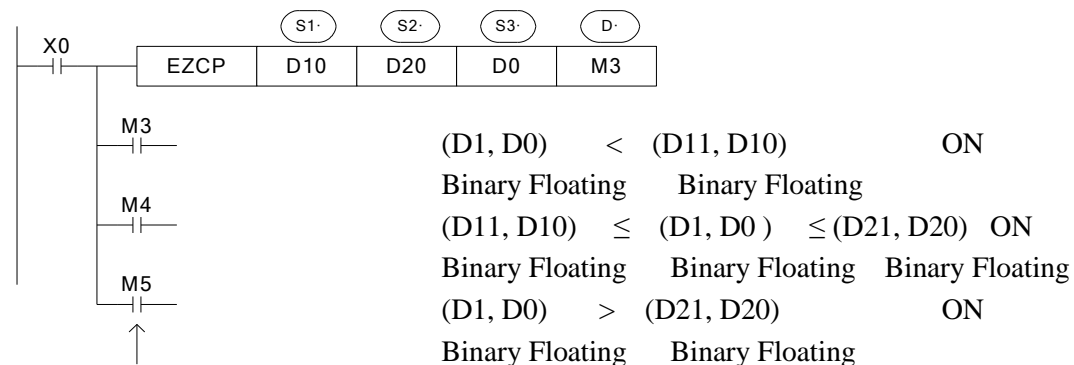 S1· S2· S3· D·
X0
EZCP D10 D20 D0 M3
M3
(D1, D0) < (D11, D10) ON
Binary Floating Binary Floating
M4
(D11, D10) ≤ (D1, D0 ) ≤ (D21, D20) ON
Binary Floating Binary Floating Binary Floating
M5
(D1, D0) > (D21, D20) ON
Binary Floating Binary Floating